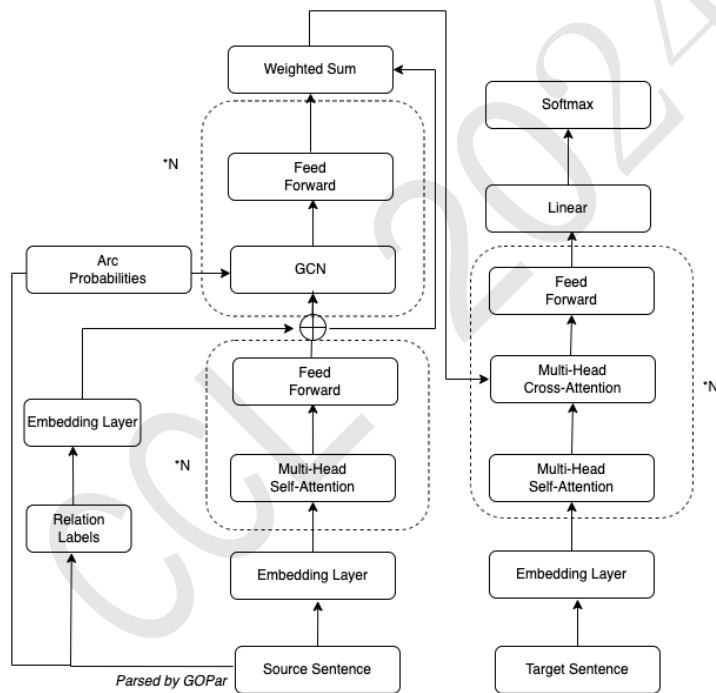 Weighted Sum
Softmax
*N
Feed
Forward
Linear
Arc
Probabilities
GCN
Feed
Forward
Feed
Forward
Multi-Head
Cross-Attention
*N
Embedding Layer
*N
Multi-Head
Self-Attention
Multi-Head
Self-Attention
Relation
Labels
Embedding Layer
Embedding Layer
Parsed by GOPar
Source Sentence
Target Sentence
CCL 2024